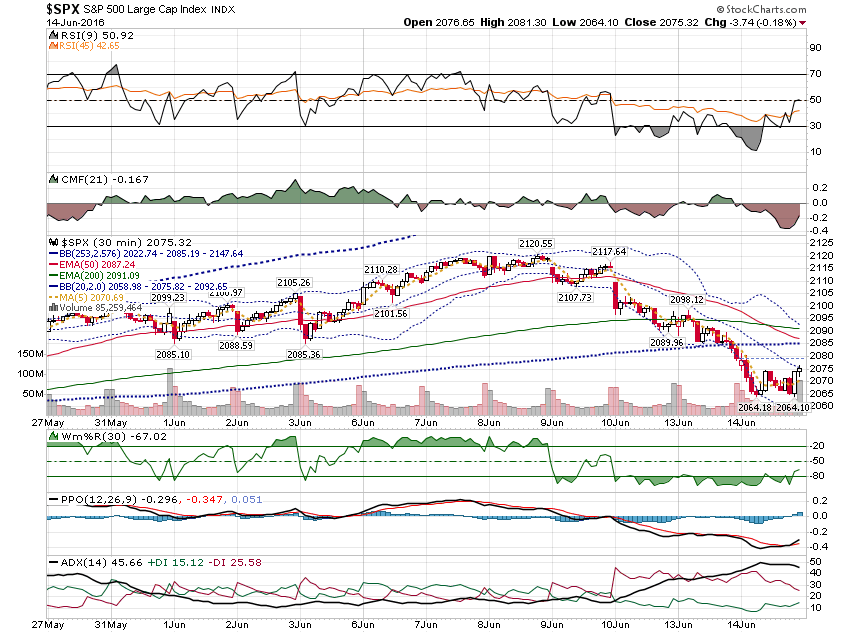 $SPX S&P 500 Large Cap Index INDX
© StockCharts.com
14-Jun-2016
Open 2076.65 High 2081.30 Low 2064.10 Close 2075.32 Chg -3.74 (-0.18%)
RSI(9) 50.92
RSI(45) 42.65
90
70
50
30
10
CMF(21) -0.167
0.2
0.0
-0.2
-0.4
$SPX (30 min) 2075.32
BB(253,2.576) 2022.74 - 2085.19 - 2147.64
EMA(50) 2087.24
EMA(200) 2091.09
BB(20,2.0) 2058.98 - 2075.82 - 2092.65
MA(5) 2070.69
Volume 85,259,464
2099.23
2100.97
2105.26
2110.28
2120.55
2117.64
2101.56
2107.73
2098.12
2085.10
2088.59
2085.36
2089.96
2064.18
2064.10
2125
2120
2115
2110
2105
2100
2095
2090
2085
2080
2075
2070
2065
2060
150M
100M
50M
27May 31May 1Jun 2Jun 3Jun 6Jun 7Jun 8Jun 9Jun 10Jun 13Jun 14Jun
Wm%R(30) -67.02
-20
-50
-80
PPO(12,26,9) -0.296, -0.347, 0.051
0.2
0.0
-0.2
-0.4
ADX(14) 45.66 +DI 15.12 -DI 25.58
50
40
30
20
10
27May 31May 1Jun 2Jun 3Jun 6Jun 7Jun 8Jun 9Jun 10Jun 13Jun 14Jun